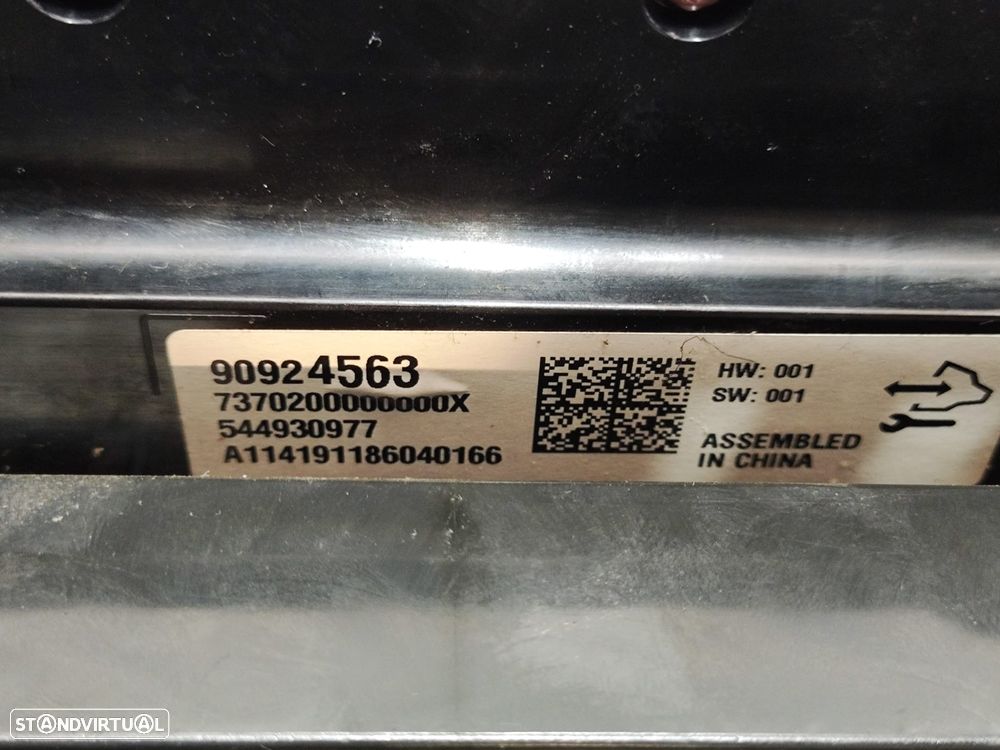 90924563
7370200000000X
544930977
A114191186040166
HW: 001
SW: 001
ASSEMBLED
IN CHINA
STANDVIRTUAL